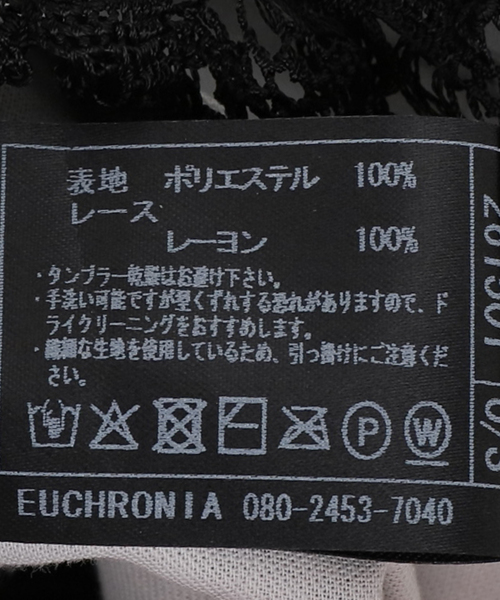 表地 ポリエステル 100%
レース
レーヨン 100%
・タンブラー乾燥はお避け下さい。
・手洗い可能ですが型くずれする恐れがありますので、ド
ライクリーニングをおすすめします。
・繊細な生地を使用しているため、引っ掛けにご注意くだ
さい。
P
W
EUCHRONIA 080-2453-7040